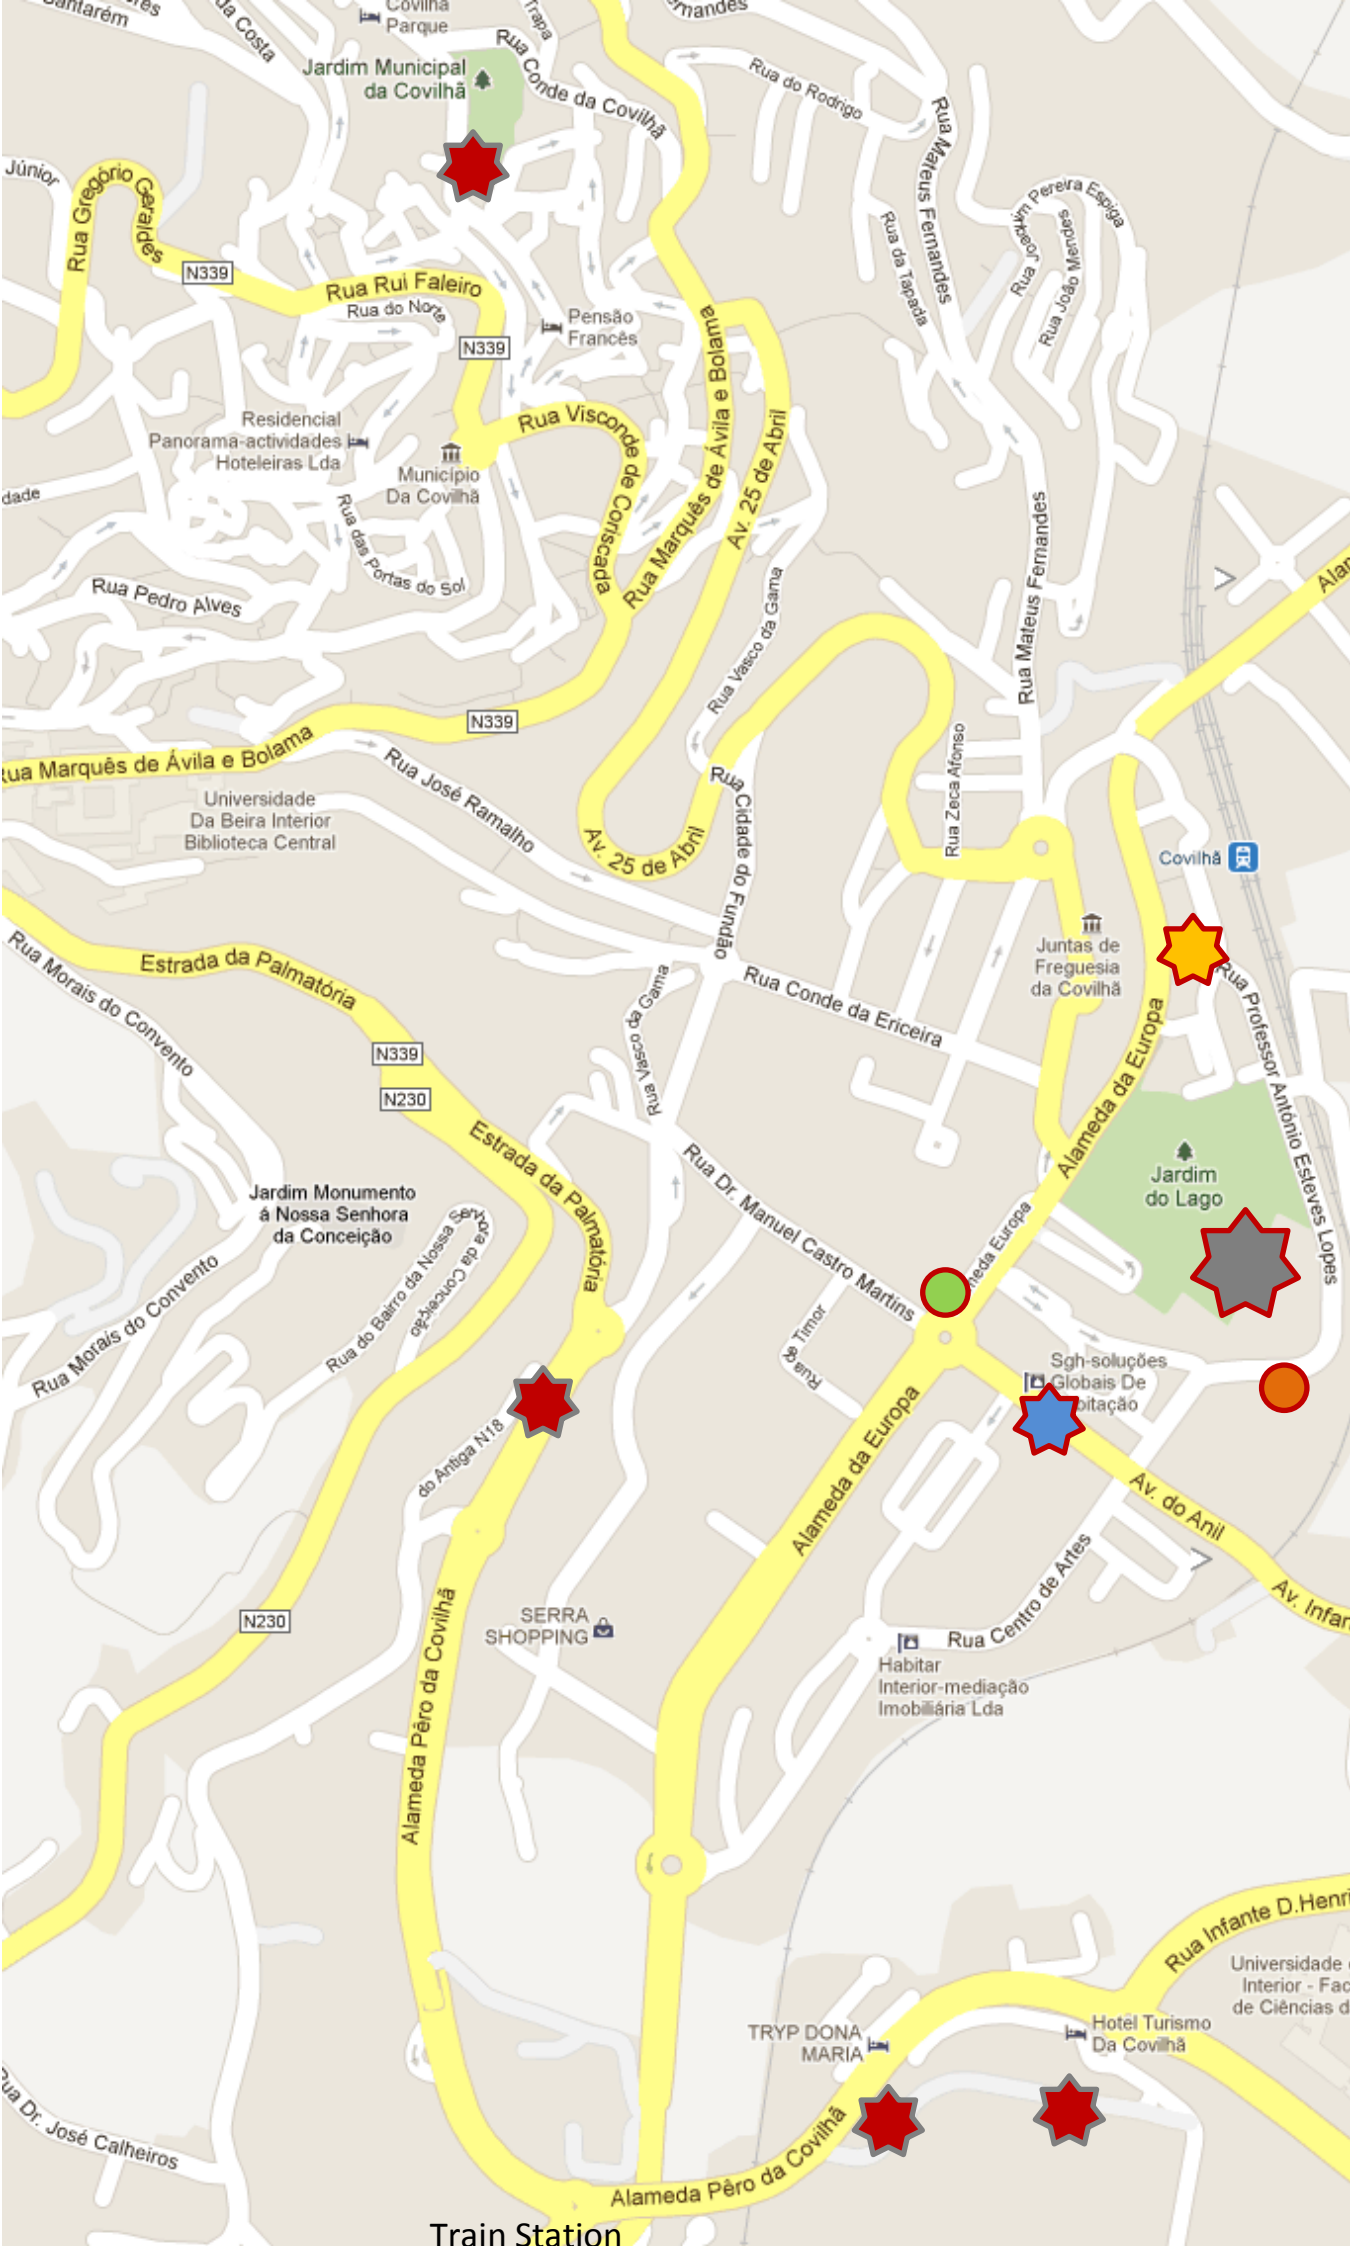 Santarém
da Costa
Covilhã
Parque
Trapa
Rua Conde da Covilhã
Jardim Municipal
da Covilhã
Rua do Rodrigo
Rua Mateus Fernandes
Júnior
Rua Gregório Geraldes
N339
Rua Rui Faleiro
Rua do Norte
N339
Pensão
Francês
Rua da Tapada
Rua Joaquim Pereira Espiga
Rua João Mendes
Residencial
Panorama-actividades
Hoteleiras Lda
Município
Da Covilhã
Rua Visconde de Coriscada
Rua Marquês de Ávila e Bolama
Av. 25 de Abril
dade
Rua das Portas do Sol
Rua Pedro Alves
Rua Mateus Fernandes
Rua Vasco da Gama
N339
Rua Marquês de Ávila e Bolama
Rua José Ramalho
Universidade
Da Beira Interior
Biblioteca Central
Av. 25 de Abril
Rua Cidade do Fundão
Rua Zeca Afonso
Covilhã
Juntas de
Freguesia
da Covilhã
Rua Morais do Convento
Estrada da Palmatória
Rua Conde da Ericeira
Rua Vasco da Gama
Alameda da Europa
Rua Professor António Esteves Lopes
N339
N230
Estrada da Palmatória
Jardim
do Lago
Rua Dr. Manuel Castro Martins
Jardim Monumento
á Nossa Senhora
da Conceição
Rua do Bairro da Nossa Senhora da Conceição
Rua Morais do Convento
meda Europa
Timor
Sgh-soluções
Globais De
bitação
do Antiga N18
Alameda da Europa
Av. do Anil
Av. Infan
Rua Centro de Artes
N230
SERRA
SHOPPING
Habitar
Interior-mediação
Imobiliária Lda
Alameda Pêro da Covilhã
Rua Infante D.Henri
Universidade
Interior - Fac
de Ciências d
TRYP DONA
MARIA
Hotel Turismo
Da Covilhã
Rua Dr. José Calheiros
Alameda Pêro da Covilhã
Train Station